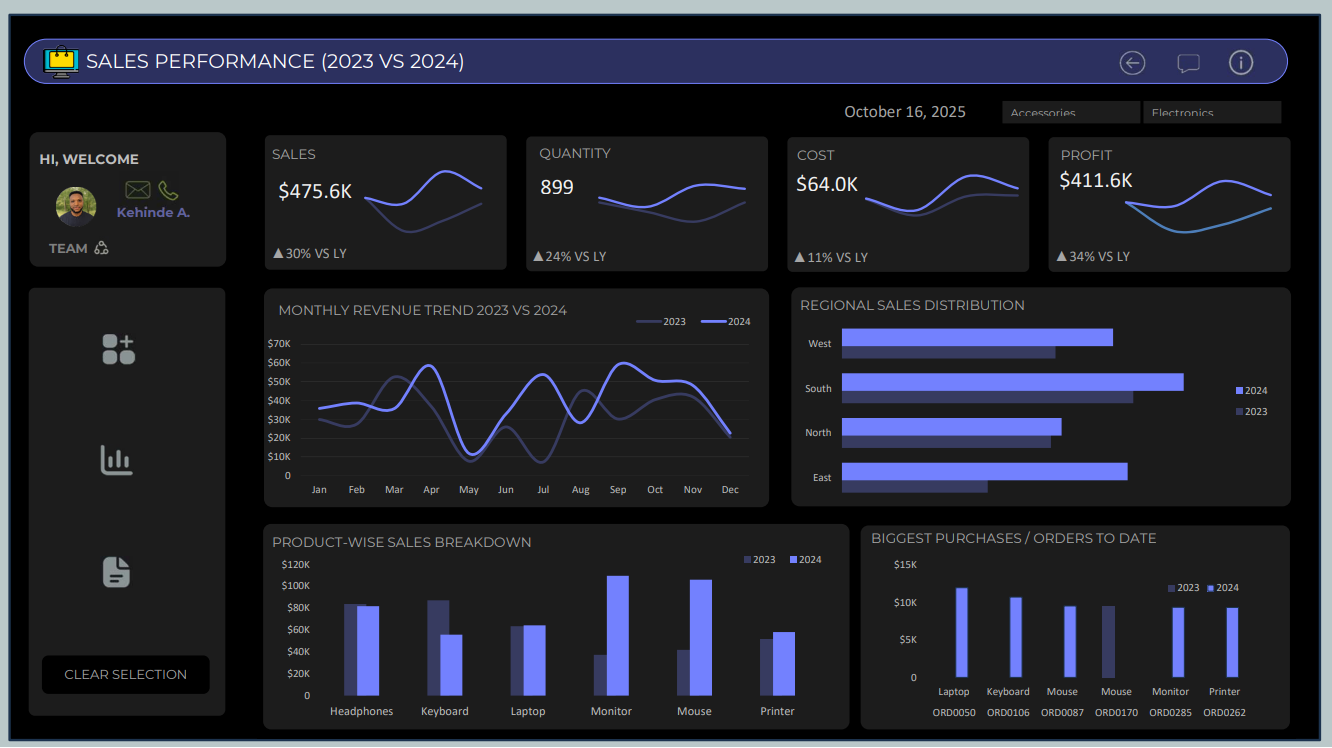 SALES PERFORMANCE (2023 VS 2024)
October 16, 2025
Accessories
Electronics
HI, WELCOME
Kehinde A.
TEAM
SALES
$475.6K
▲30% VS LY
QUANTITY
899
▲24% VS LY
COST
$64.0K
▲11% VS LY
PROFIT
$411.6K
▲34% VS LY
MONTHLY REVENUE TREND 2023 VS 2024
2023 2024
$70K
$60K
$50K
$40K
$30K
$20K
$10K
0
Jan Feb Mar Apr May Jun Jul Aug Sep Oct Nov Dec
REGIONAL SALES DISTRIBUTION
West
South
North
East
2024
2023
PRODUCT-WISE SALES BREAKDOWN
2023 2024
$120K
$100K
$80K
$60K
$40K
$20K
0
Headphones Keyboard Laptop Monitor Mouse Printer
BIGGEST PURCHASES / ORDERS TO DATE
2023 2024
$15K
$10K
$5K
0
Laptop Keyboard Mouse Mouse Monitor Printer
ORD0050 ORD0106 ORD0087 ORD0170 ORD0285 ORD0262
CLEAR SELECTION